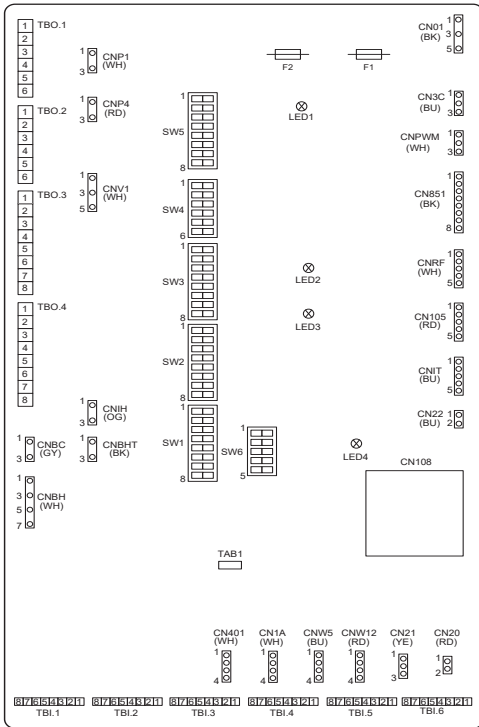 1 TBO.1
2
3
4
5
6
1 CNP1
(WH)
3
F2
F1
CN01
(BK)
1
3
5
1 TBO.2
2
3
4
5
6
1 CNP4
(RD)
3
1
SW5
8
LED1
CN3C
(BU)
1
3
CNPWM
(WH)
1
3
1 TBO.3
2
3
4
5
6
7
8
1 CNV1
3 (WH)
5
1
SW4
6
CN851
(BK)
1
8
1
SW3
8
LED2
LED3
CNRF
(WH)
1
5
1 TBO.4
2
3
4
5
6
7
8
1
SW2
8
CN105
(RD)
1
5
CNIT
(BU)
1
5
1 CNIH
(OG)
3
1
SW1
8
SW6
1
5
LED4
CN22
(BU)
1
2
1 CNBC
(GY)
3
1 CNBHT
(BK)
3
CN108
1
3 CNBH
(WH)
5
7
TAB1
CN401
(WH)
1
4
CN1A
(WH)
1
4
CNW5
(BU)
1
4
CNW12
(RD)
1
4
CN21
(YE)
1
3
CN20
(RD)
1
2
8 7 6 5 4 3 2 1
TBI.1
8 7 6 5 4 3 2 1
TBI.2
8 7 6 5 4 3 2 1
TBI.3
8 7 6 5 4 3 2 1
TBI.4
8 7 6 5 4 3 2 1
TBI.5
8 7 6 5 4 3 2 1
TBI.6